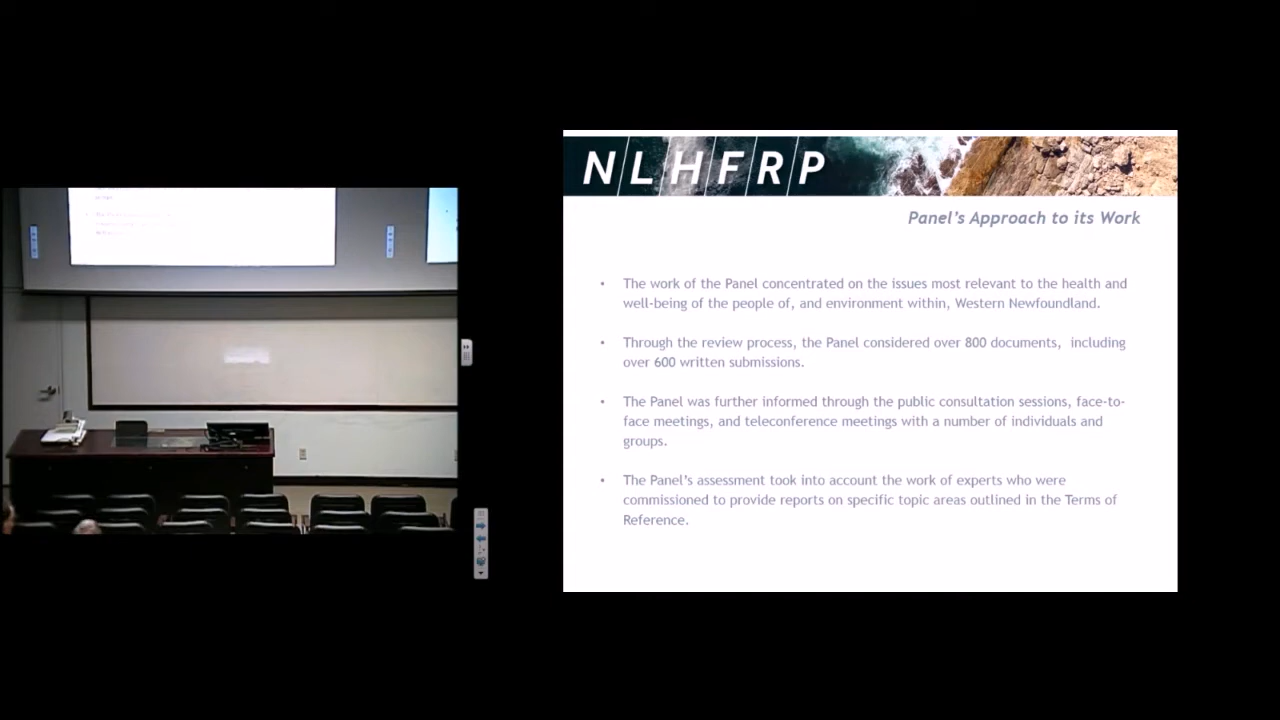 NLHFRP
Panel's Approach to its Work
• The work of the Panel concentrated on the issues most relevant to the health and
well-being of the people of, and environment within, Western Newfoundland.
• Through the review process, the Panel considered over 800 documents, including
over 600 written submissions.
• The Panel was further informed through the public consultation sessions, face-to-
face meetings, and teleconference meetings with a number of individuals and
groups.
• The Panel's assessment took into account the work of experts who were
commissioned to provide reports on specific topic areas outlined in the Terms of
Reference.